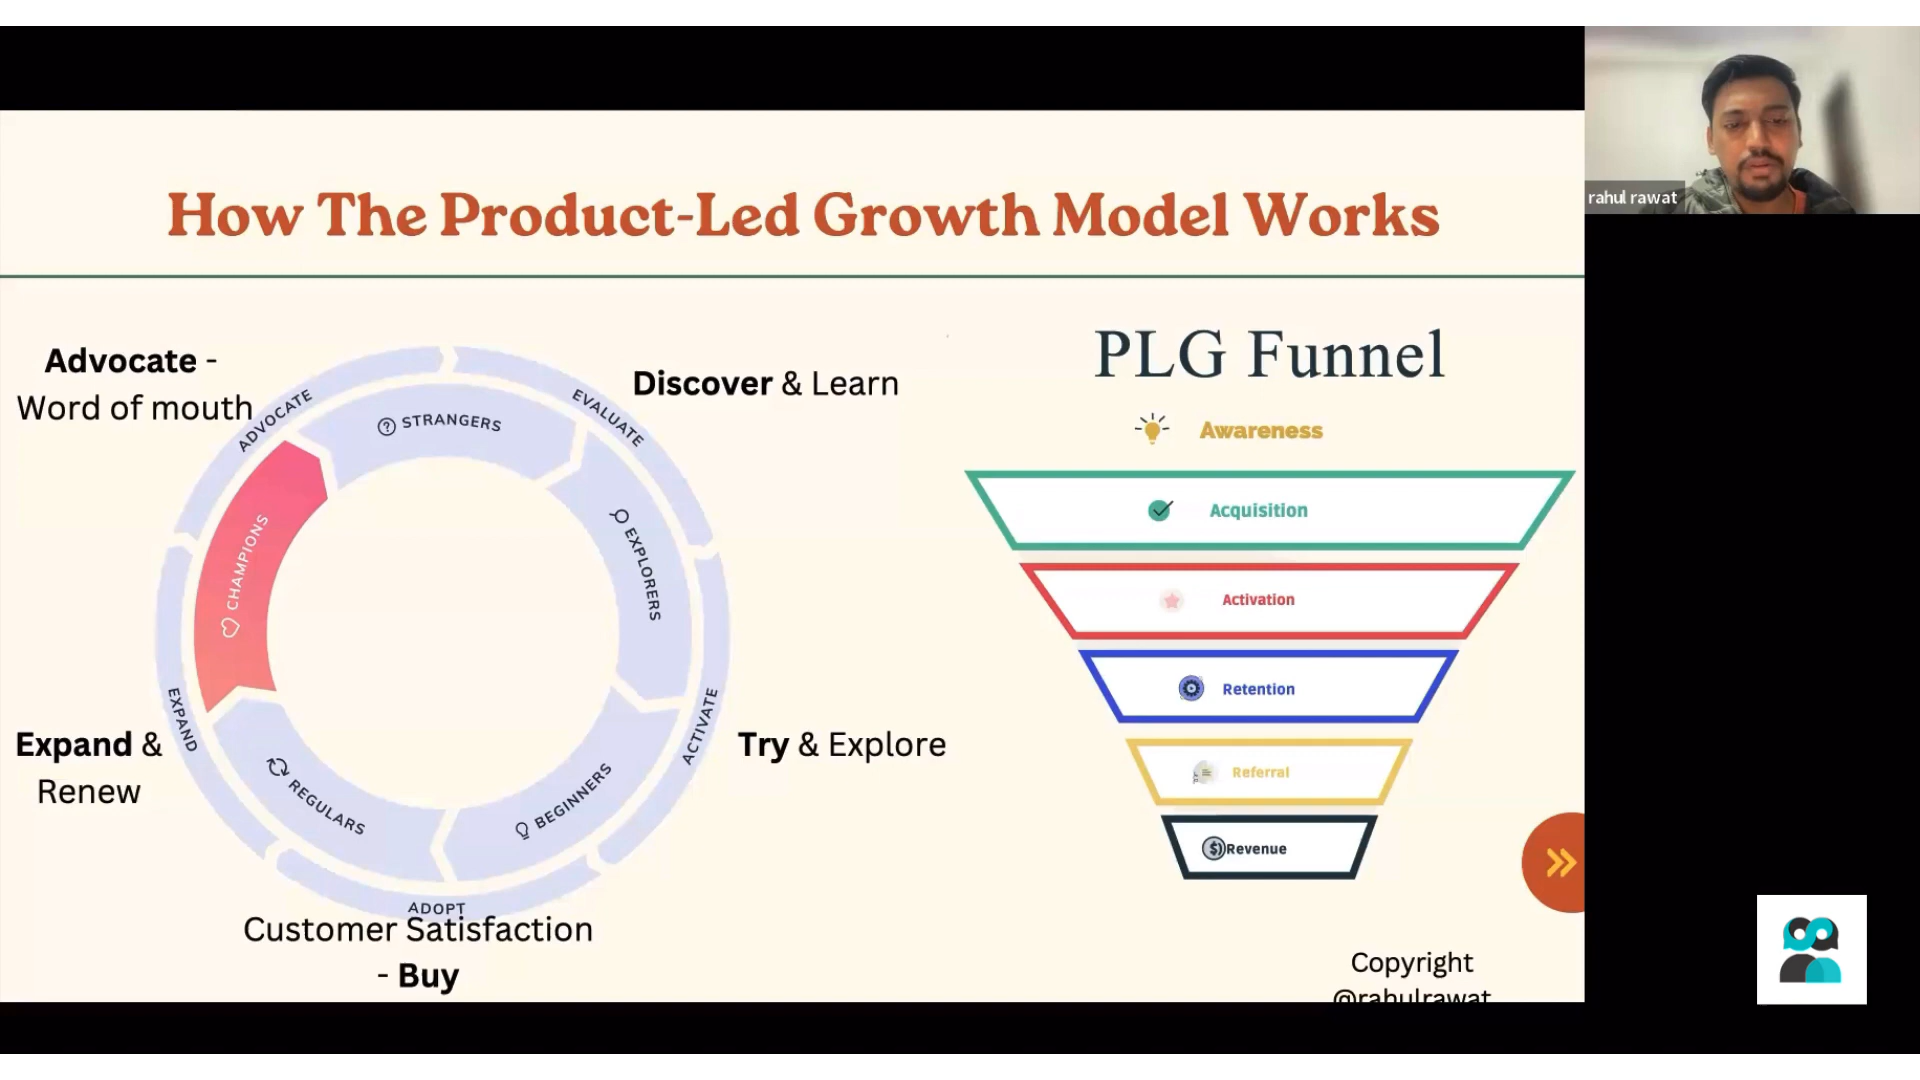 rahul rawat
How The Product-Led Growth Model Works
Advocate -
Word of mouth
Discover & Learn
ADVOCATE
EVALUATE
STRANGERS
EXPLORERS
CHAMPIONS
EXPAND
ACTIVATE
Expand &
Renew
Try & Explore
REGULARS
BEGINNERS
ADOPT
Customer Satisfaction
- Buy
PLG Funnel
Awareness
Acquisition
Activation
Retention
Referral
$ Revenue
Copyright
@rahulrawat